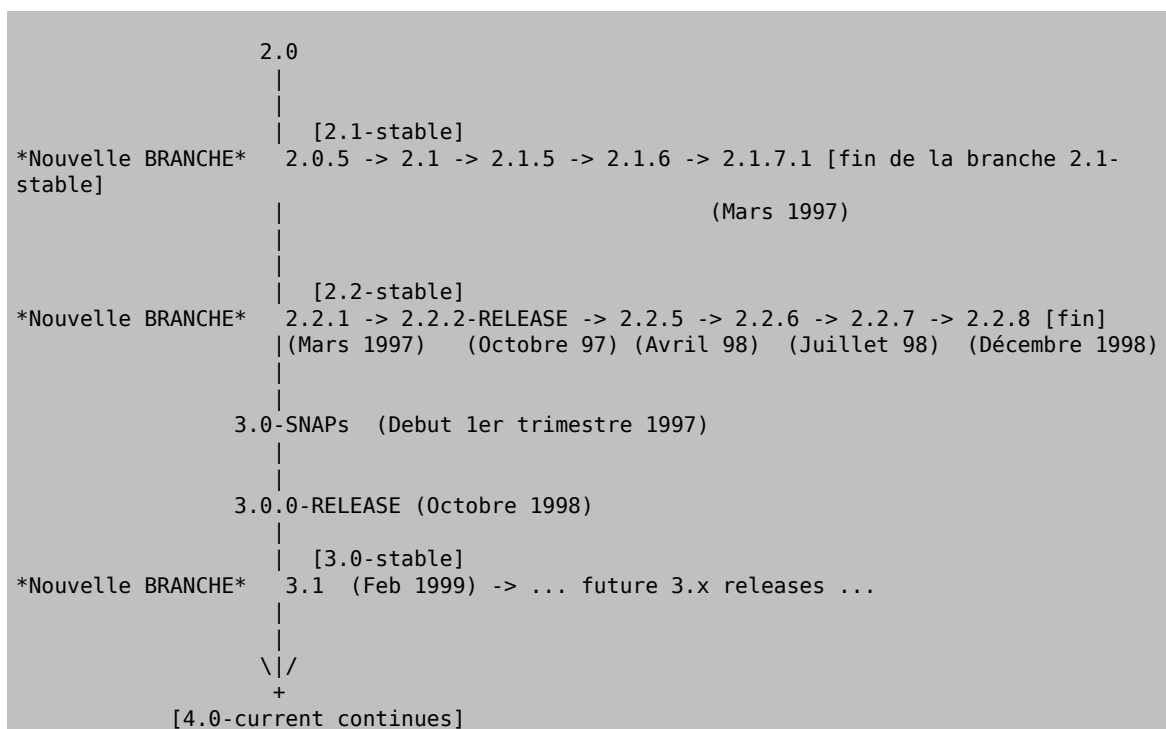 2.0
|
|
| [2.1-stable]
*Nouvelle BRANCHE* 2.0.5 -> 2.1 -> 2.1.5 -> 2.1.6 -> 2.1.7.1 [fin de la branche 2.1-
stable]
| (Mars 1997)
|
|
| [2.2-stable]
*Nouvelle BRANCHE* 2.2.1 -> 2.2.2-RELEASE -> 2.2.5 -> 2.2.6 -> 2.2.7 -> 2.2.8 [fin]
|(Mars 1997) (Octobre 97) (Avril 98) (Juillet 98) (Décembre 1998)
|
|
3.0-SNAPs (Debut 1er trimestre 1997)
|
|
3.0.0-RELEASE (Octobre 1998)
|
| [3.0-stable]
*Nouvelle BRANCHE* 3.1 (Feb 1999) -> ... future 3.x releases ...
|
|
\|/
+
[4.0-current continues]